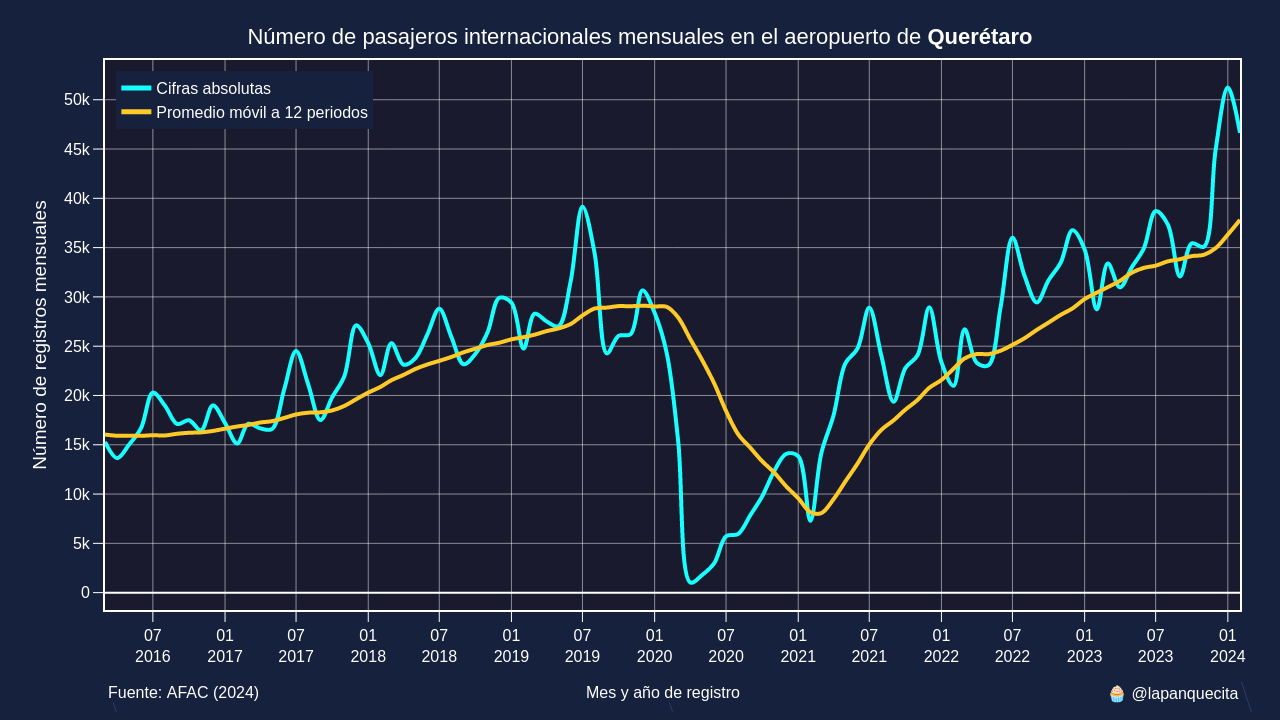 Número de pasajeros internacionales mensuales en el aeropuerto de Querétaro
Cifras absolutas
Promedio móvil a 12 periodos
Número de registros mensuales
50k
45k
40k
35k
30k
25k
20k
15k
10k
5k
0
07 01 07 01 07 01 07 01 07 01 07 01 07 01 07 01
2016 2017 2017 2018 2018 2019 2019 2020 2020 2021 2021 2022 2022 2023 2023 2024
Fuente: AFAC (2024) Mes y año de registro 🧁 @lapanquecita